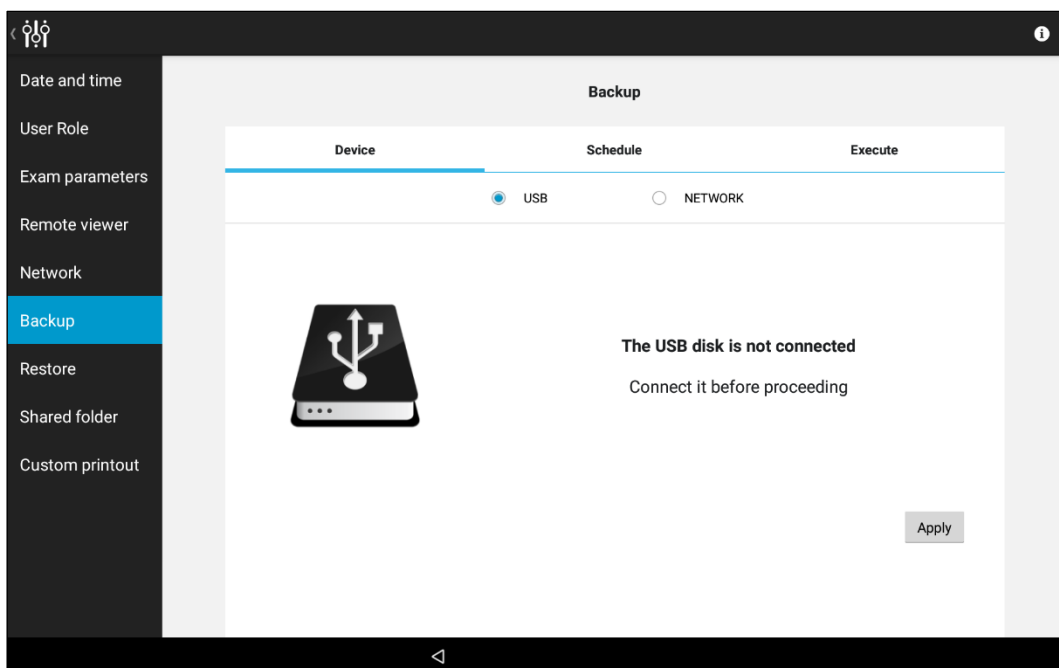 Date and time
User Role
Exam parameters
Remote viewer
Network
Backup
Restore
Shared folder
Custom printout
Backup
Device Schedule Execute
USB NETWORK
The USB disk is not connected
Connect it before proceeding
Apply